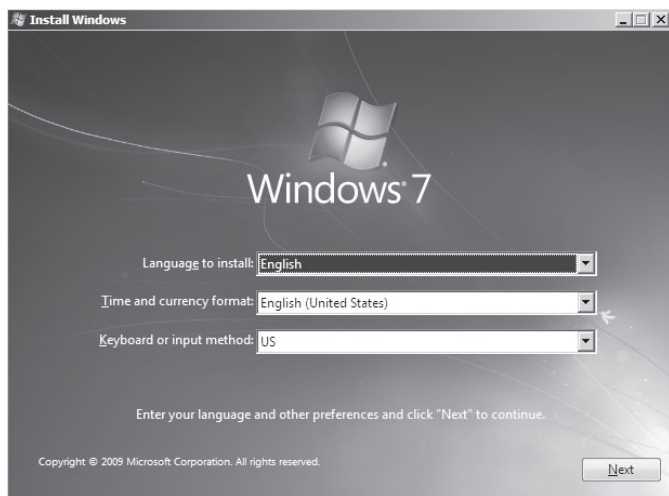 Install Windows
Windows® 7
Language to install: English
Time and currency format: English (United States)
Keyboard or input method: US
Enter your language and other preferences and click "Next" to continue.
Copyright © 2009 Microsoft Corporation. All rights reserved.
Next